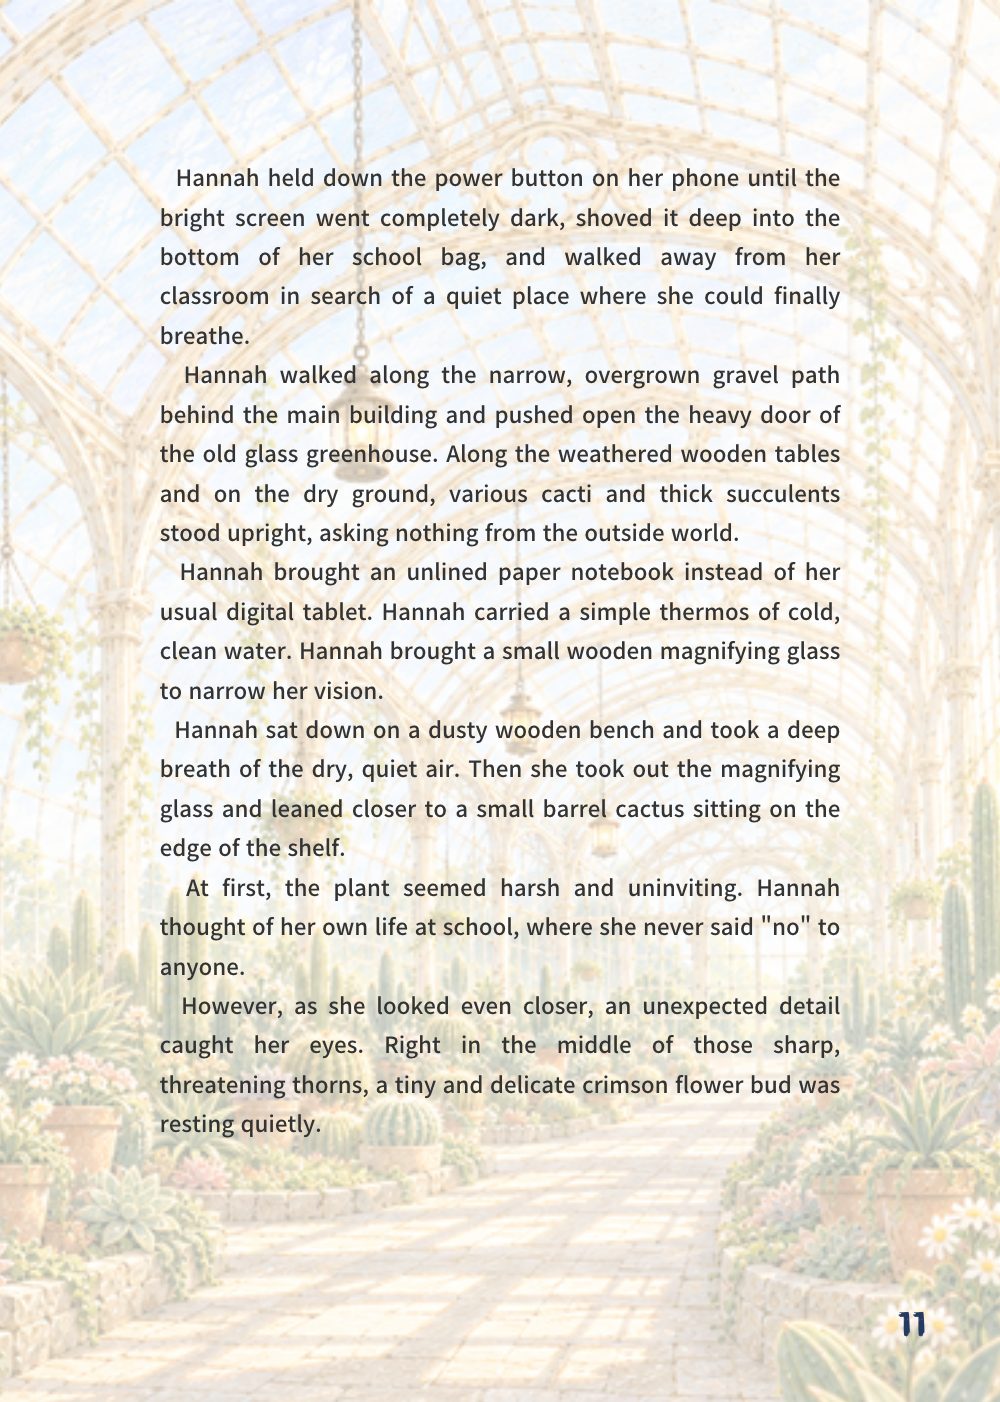 Hannah held down the power button on her phone until the
bright screen went completely dark, shoved it deep into the
bottom of her school bag, and walked away from her
classroom in search of a quiet place where she could finally
breathe.
Hannah walked along the narrow, overgrown gravel path
behind the main building and pushed open the heavy door of
the old glass greenhouse. Along the weathered wooden tables
and on the dry ground, various cacti and thick succulents
stood upright, asking nothing from the outside world.
Hannah brought an unlined paper notebook instead of her
usual digital tablet. Hannah carried a simple thermos of cold,
clean water. Hannah brought a small wooden magnifying glass
to narrow her vision.
Hannah sat down on a dusty wooden bench and took a deep
breath of the dry, quiet air. Then she took out the magnifying
glass and leaned closer to a small barrel cactus sitting on the
edge of the shelf.
At first, the plant seemed harsh and uninviting. Hannah
thought of her own life at school, where she never said "no" to
anyone.
However, as she looked even closer, an unexpected detail
caught her eyes. Right in the middle of those sharp,
threatening thorns, a tiny and delicate crimson flower bud was
resting quietly.
11